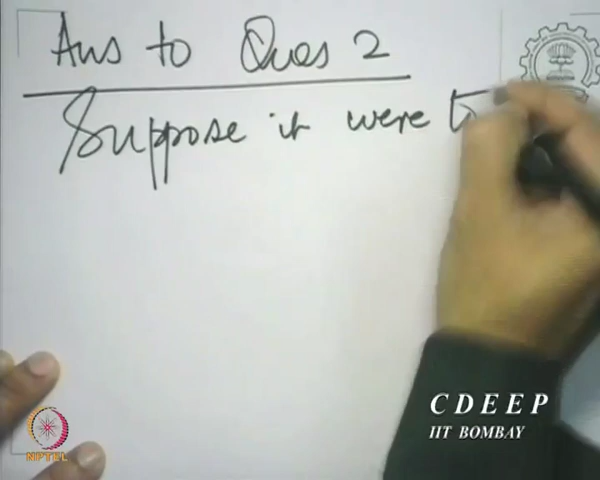 Ans to Ques 2
Suppose it were
CDEEP
IIT BOMBAY
NPTEL